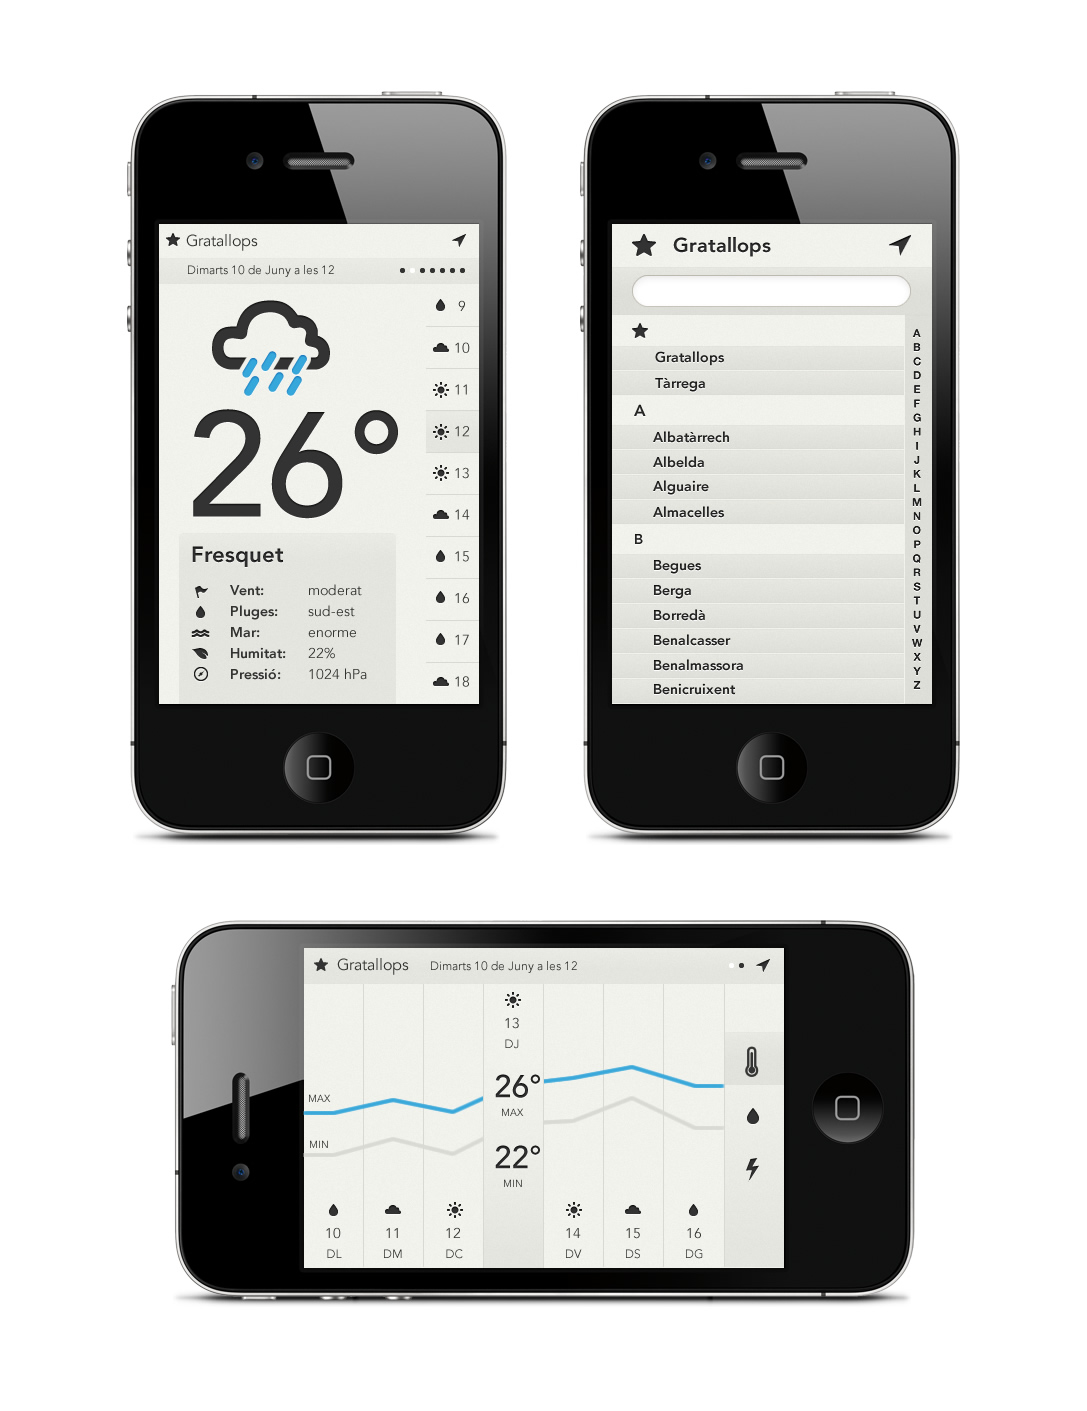 Gratallops
Dimarts 10 de Juny a les 12
9
10
11
12
13
14
15
16
17
18
26°
Fresquet
Vent: moderat
Pluges: sud-est
Mar: enorme
Humitat: 22%
Pressió: 1024 hPa
Gratallops
Gratallops
Tàrrega
A
Albatàrrech
Albelda
Alguaire
Almacelles
B
Begues
Berga
Borredà
Benalcasser
Benalmassora
Benicruixent
A
B
C
D
E
F
G
H
I
J
K
L
M
N
O
P
Q
R
S
T
U
V
W
X
Y
Z
Gratallops Dimarts 10 de Juny a les 12
13
DJ
26°
MAX
MAX
22°
MIN
MIN
10 11 12 14 15 16
DL DM DC DV DS DG